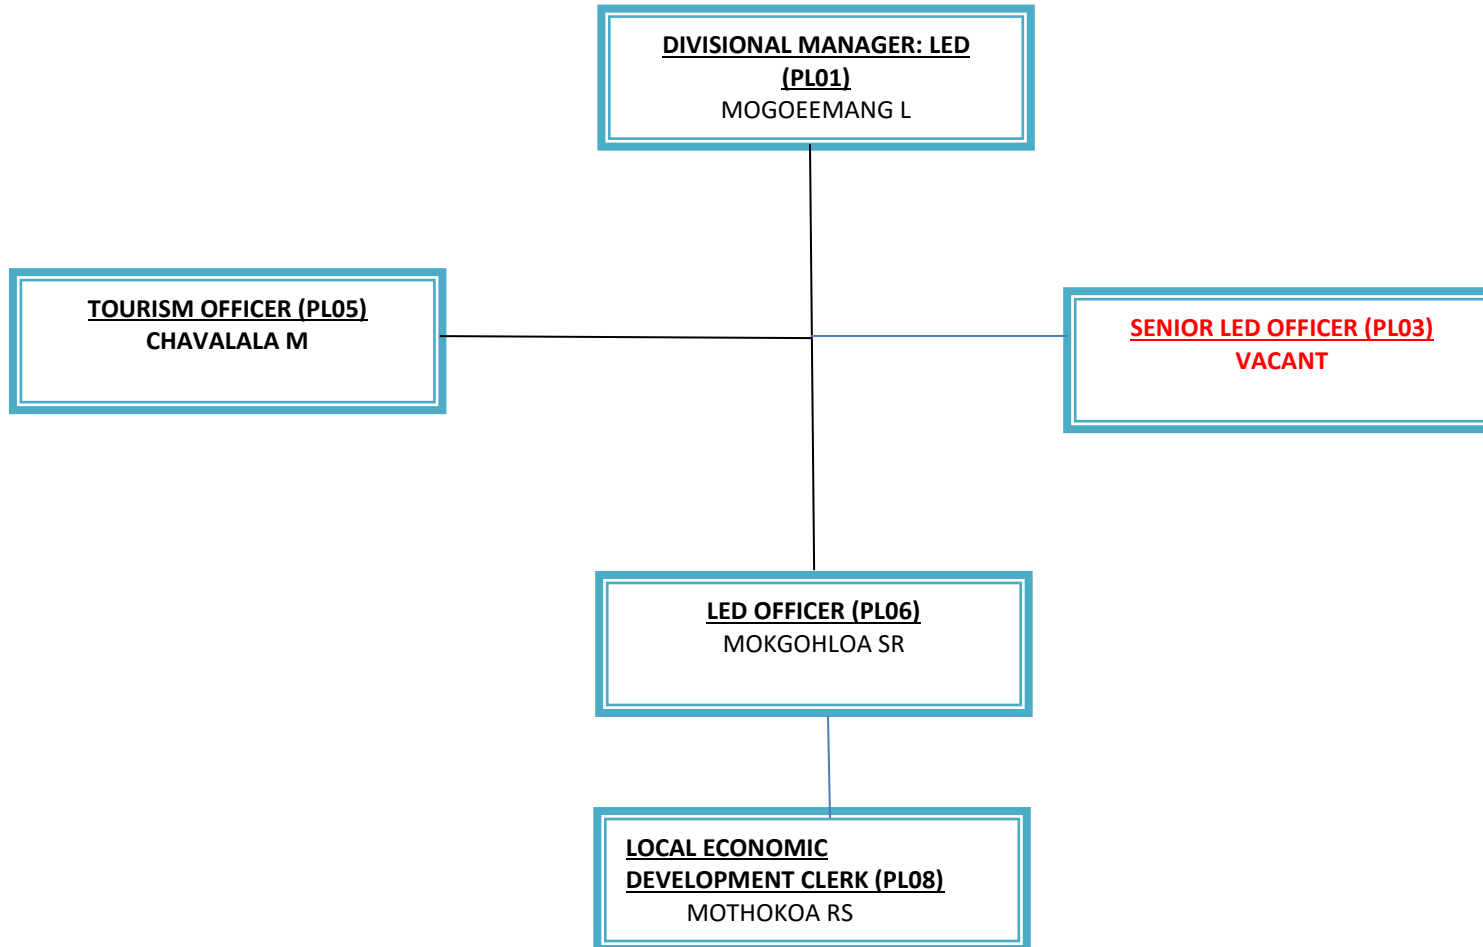 DIVISIONAL MANAGER: LED
(PL01)
MOGOEEMANG L
TOURISM OFFICER (PL05)
CHAVALALA M
SENIOR LED OFFICER (PL03)
VACANT
LED OFFICER (PL06)
MOKGOHLOA SR
LOCAL ECONOMIC
DEVELOPMENT CLERK (PL08)
MOTHOKOA RS